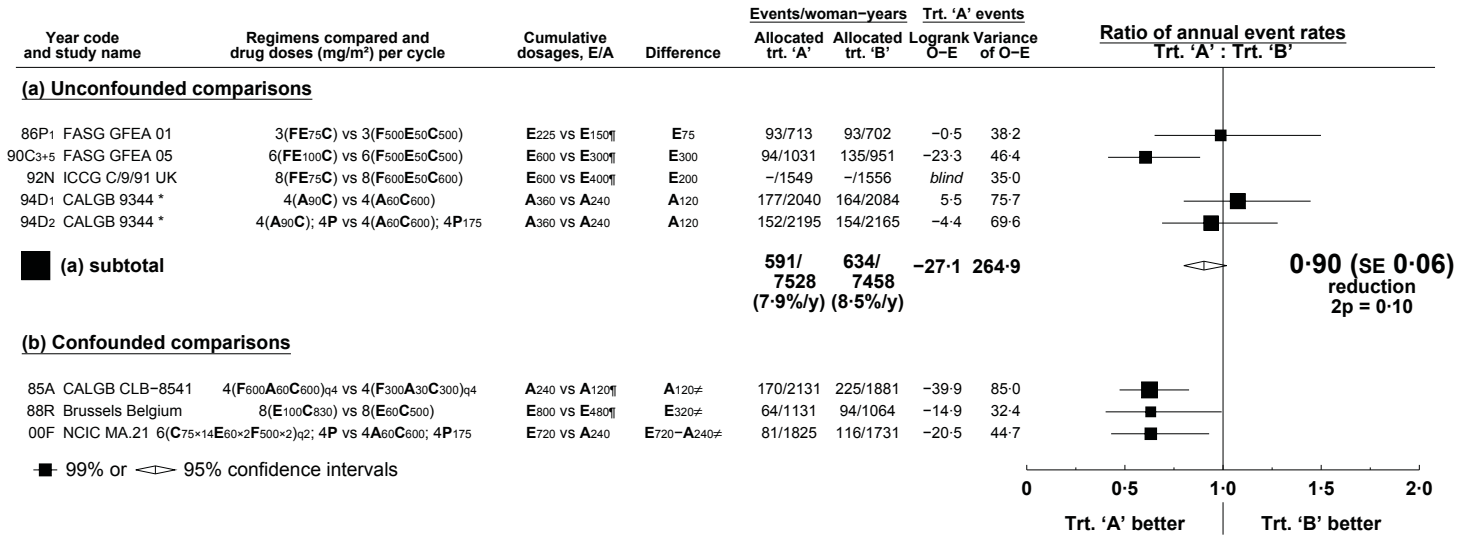 Events/woman−years Trt. ‘A’ events
Year code and study name Regimens compared and drug doses (mg/m²) per cycle Cumulative dosages, E/A Difference Allocated trt. ‘A’ Allocated trt. ‘B’ Logrank O−E Variance of O−E Ratio of annual event rates Trt. ‘A’ : Trt. ‘B’
(a) Unconfounded comparisons
86P1 FASG GFEA 01 3(FE75C) vs 3(F500E50C500) E225 vs E150¶ E75 93/713 93/702 −0·5 38·2
90C3+5 FASG GFEA 05 6(FE100C) vs 6(F500E50C500) E600 vs E300¶ E300 94/1031 135/951 −23·3 46·4
92N ICCG C/9/91 UK 8(FE75C) vs 8(F600E50C600) E600 vs E400¶ E200 −/1549 −/1556 blind 35·0
94D1 CALGB 9344 * 4(A90C) vs 4(A60C600) A360 vs A240 A120 177/2040 164/2084 5·5 75·7
94D2 CALGB 9344 * 4(A90C); 4P vs 4(A60C600); 4P175 A360 vs A240 A120 152/2195 154/2165 −4·4 69·6
(a) subtotal 591/ 634/ −27·1 264·9 0·90 (SE 0·06)
7528 7458 reduction
(7·9%/y) (8·5%/y) 2p = 0·10
(b) Confounded comparisons
85A CALGB CLB−8541 4(F600A60C600)q4 vs 4(F300A30C300)q4 A240 vs A120¶ A120≠ 170/2131 225/1881 −39·9 85·0
88R Brussels Belgium 8(E100C830) vs 8(E60C500) E800 vs E480¶ E320≠ 64/1131 94/1064 −14·9 32·4
00F NCIC MA.21 6(C75×14E60×2F500×2)q2; 4P vs 4A60C600; 4P175 E720 vs A240 E720−A240≠ 81/1825 116/1731 −20·5 44·7
99% or 95% confidence intervals
0 0·5 1·0 1·5 2·0
Trt. ‘A’ better Trt. ‘B’ better